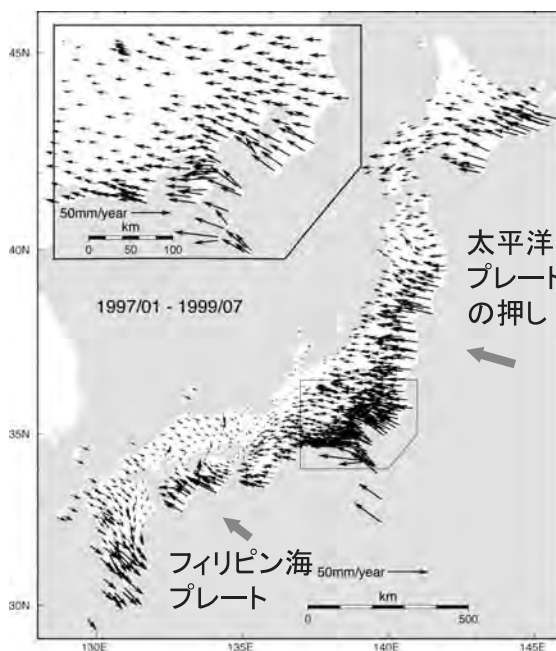 45N
50mm/year
km
0 50 100
40N
1997/01 - 1999/07
太平洋
プレート
の押し
35N
フィリピン海
プレート
50mm/year
km
0 500
30N
130E 135E 140E 145E